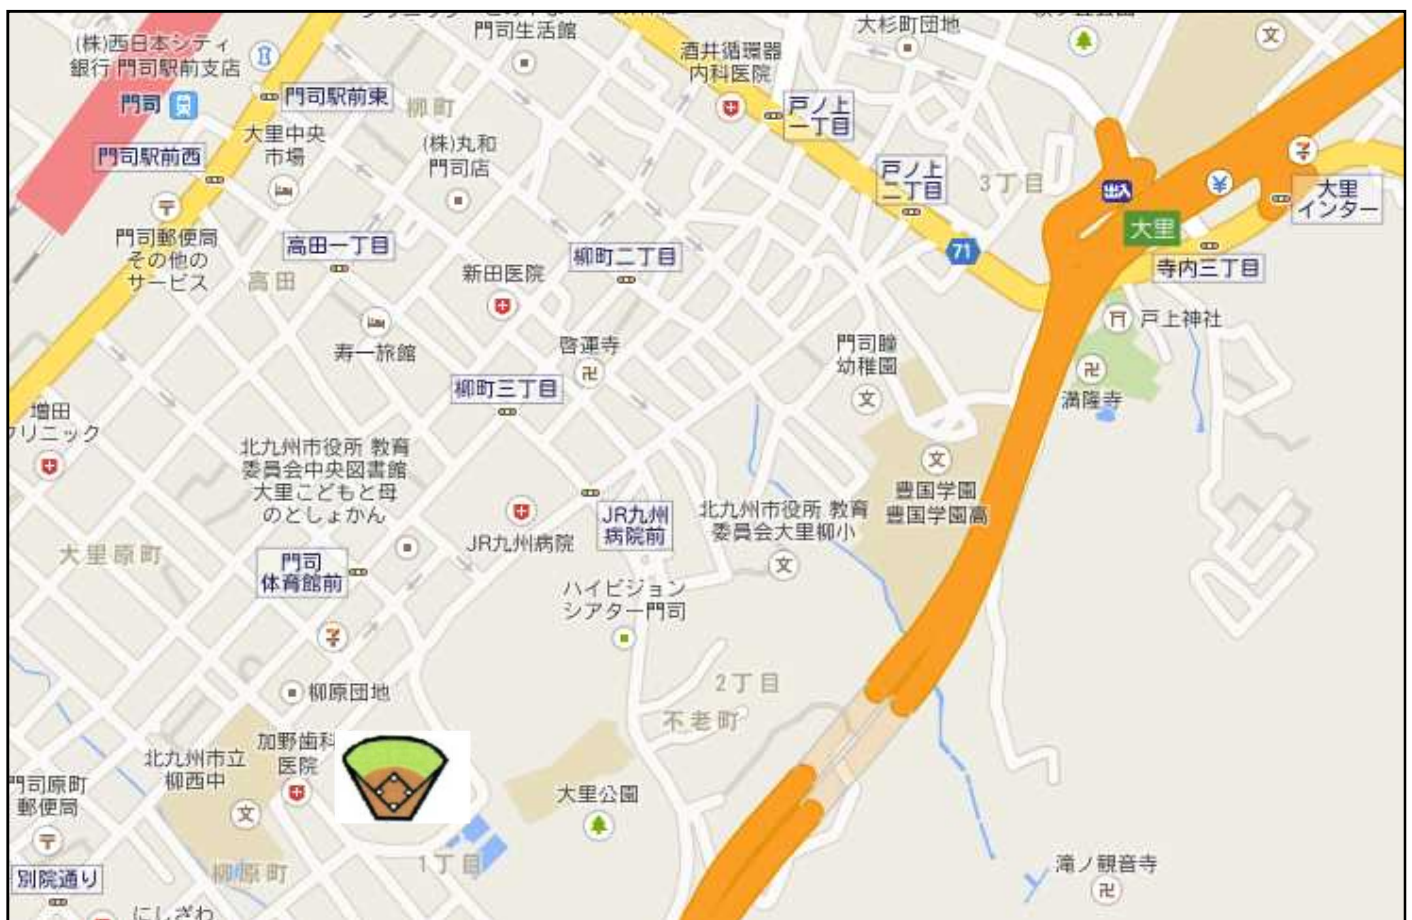 門司生活館
大杉町団地
(株)西日本シティ
銀行 門司駅前支店
酒井循環器
内科医院
門司
門司駅前東
柳町
戸ノ上
一丁目
大里中央
市場
(株)丸和
門司店
門司駅前西
戸ノ上
二丁目
3丁目
出入
¥
大里
インター
大里
門司郵便局
その他の
サービス
高田一丁目
高田
新田医院
柳町二丁目
71
寺内三丁目
戸上神社
寿一旅館
啓運寺
門司瞳
幼稚園
柳町三丁目
満隆寺
増田
クリニック
北九州市役所 教育
委員会中央図書館
大里こどもと母
のとしょかん
文
豊国学園
豊国学園高
JR九州病院
JR九州
病院前
北九州市役所 教育
委員会大里柳小
文
大里原町
門司
体育館前
ハイビジョン
シアター門司
柳原団地
2丁目
不老町
北九州市立
柳西中
加野歯科
医院
門司原町
郵便局
大里公園
文
柳原町
1丁目
別院通り
滝ノ観音寺
にしざわ